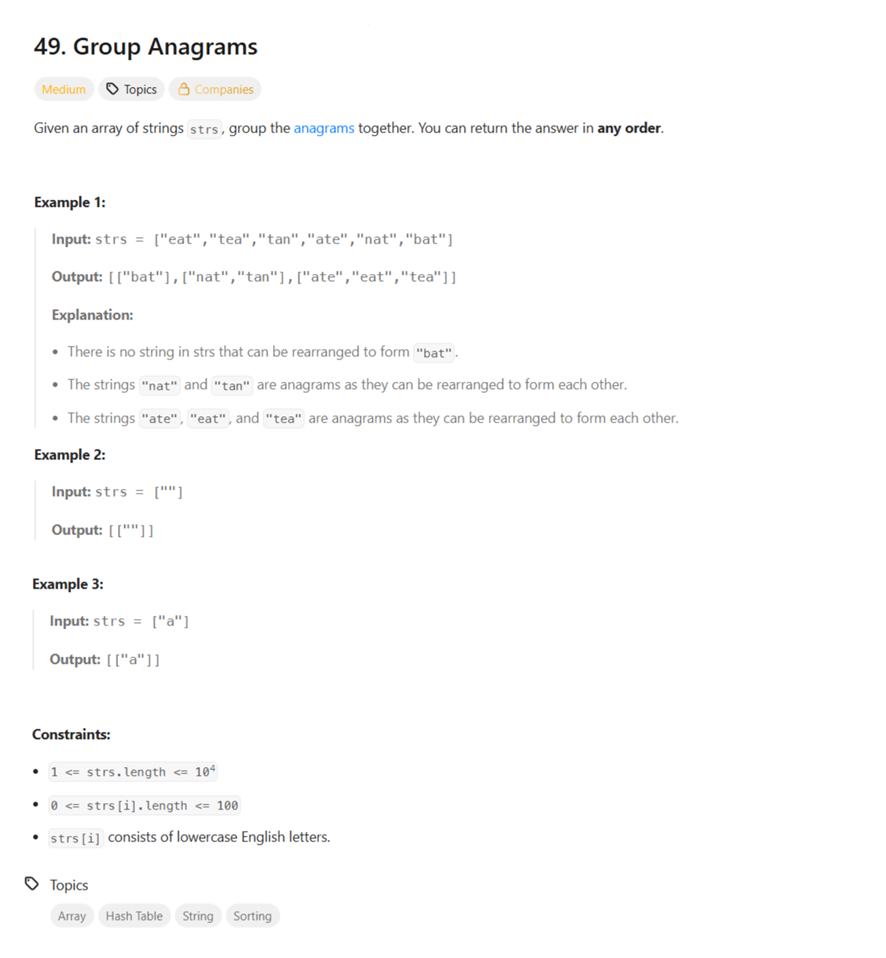 49. Group Anagrams
Medium Topics Companies
Given an array of strings strs, group the anagrams together. You can return the answer in any order.
Example 1:
Input: strs = ["eat","tea","tan","ate","nat","bat"]
Output: [["bat"],["nat","tan"],["ate","eat","tea"]]
Explanation:
• There is no string in strs that can be rearranged to form "bat".
• The strings "nat" and "tan" are anagrams as they can be rearranged to form each other.
• The strings "ate", "eat", and "tea" are anagrams as they can be rearranged to form each other.
Example 2:
Input: strs = [""]
Output: [[""]]
Example 3:
Input: strs = ["a"]
Output: [["a"]]
Constraints:
• 1 <= strs.length <= 10⁴
• 0 <= strs[i].length <= 100
• strs[i] consists of lowercase English letters.
Topics
Array Hash Table String Sorting